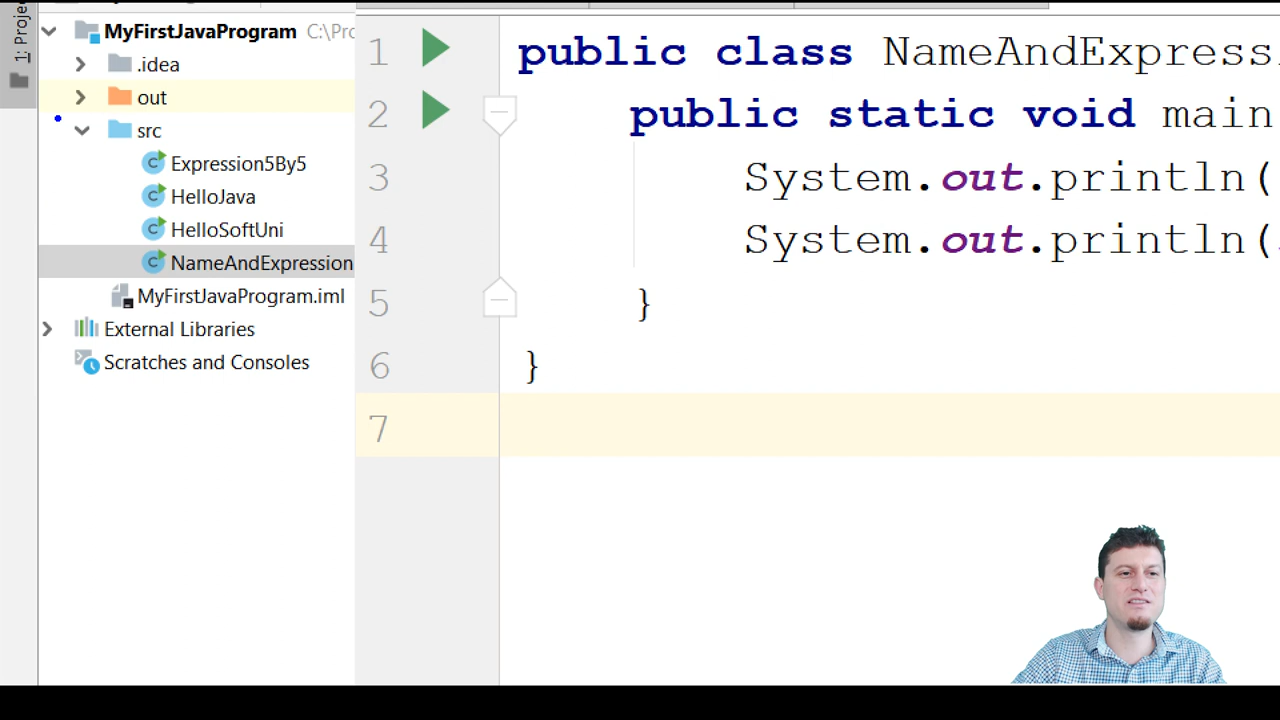 1: Projec
MyFirstJavaProgram C:\Pro
.idea
out
src
Expression5By5
HelloJava
HelloSoftUni
NameAndExpression
MyFirstJavaProgram.iml
External Libraries
Scratches and Consoles
1 public class NameAndExpress
2 public static void main
3 System.out.println(
4 System.out.println(
5 }
6 }
7